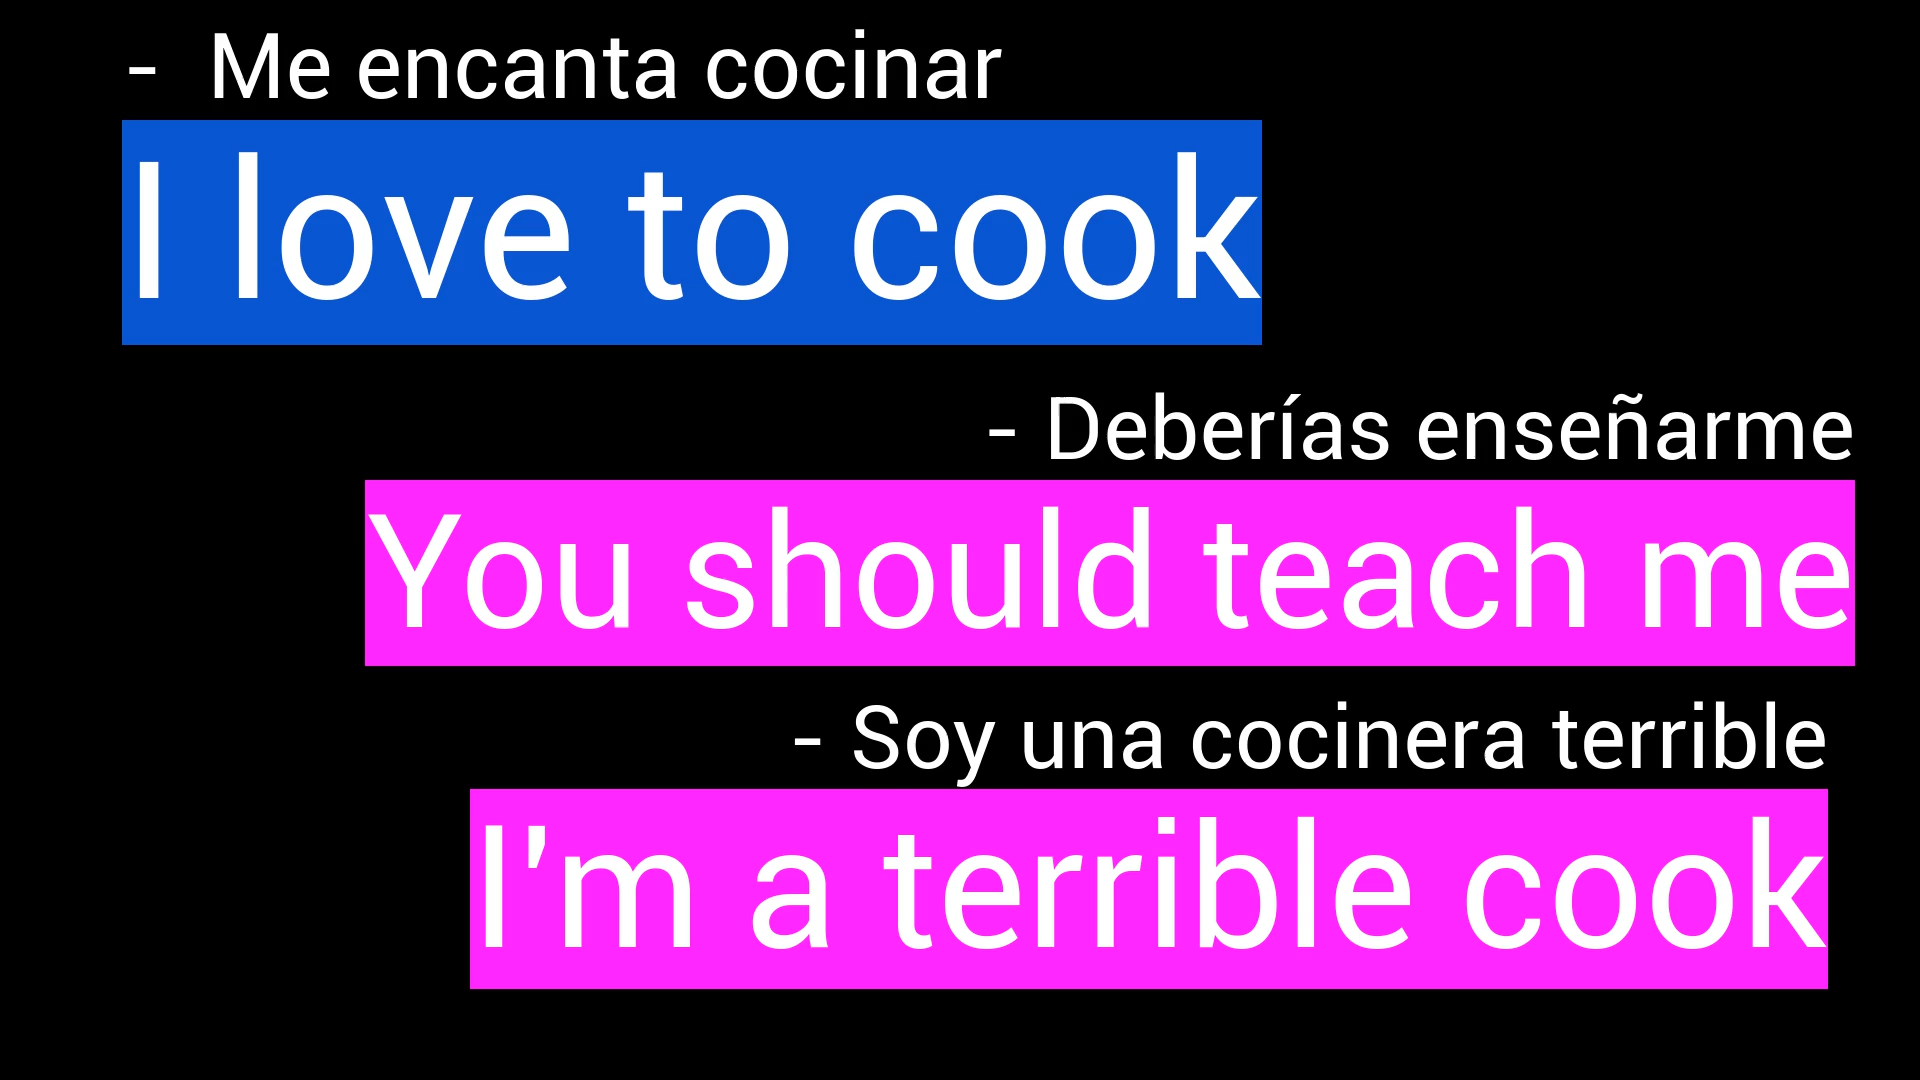 - Me encanta cocinar
I love to cook
- Deberías enseñarme
You should teach me
- Soy una cocinera terrible
I'm a terrible cook